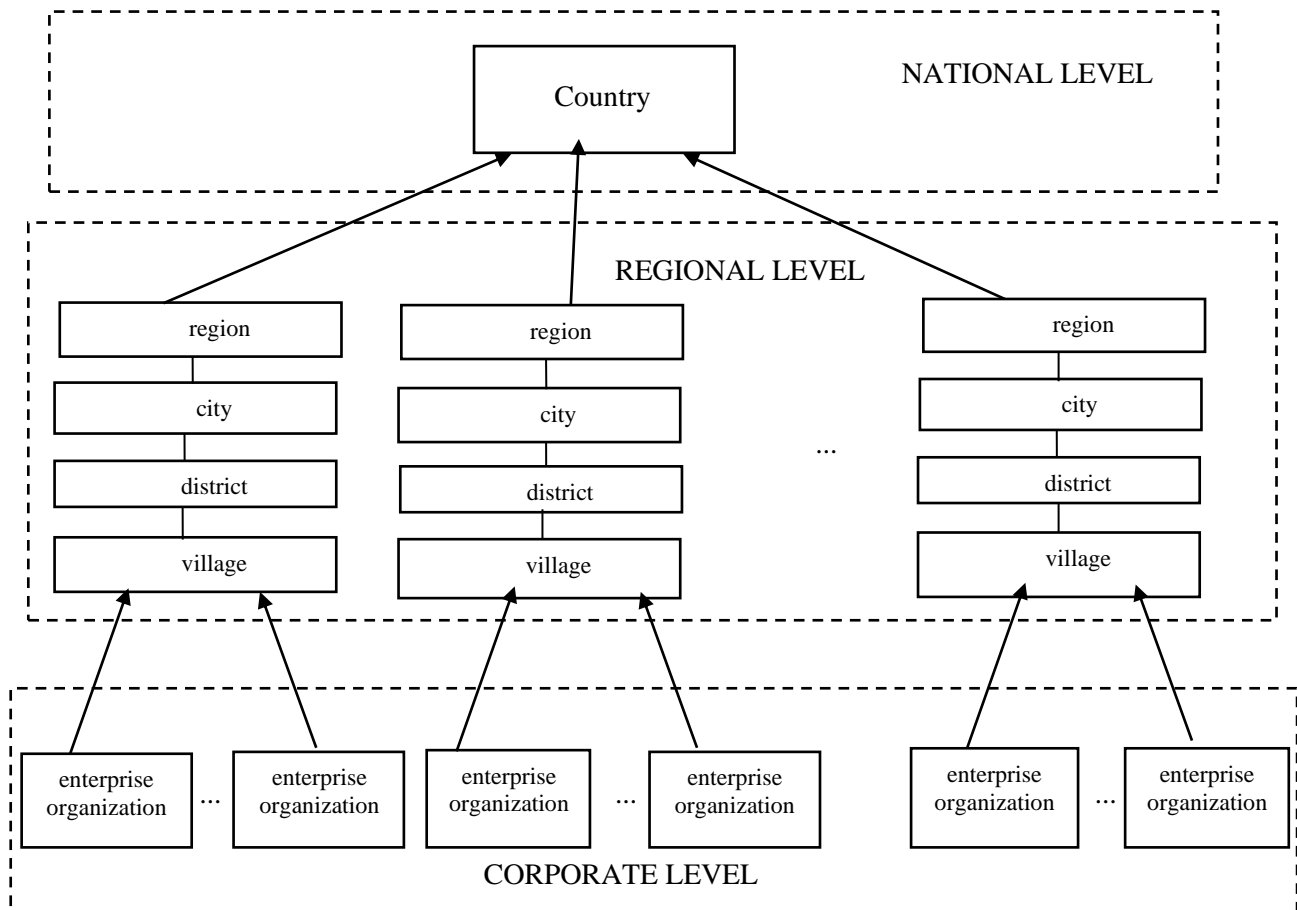 NATIONAL LEVEL
Country
REGIONAL LEVEL
region
region
region
city
city
city
...
district
district
district
village
village
village
enterprise
organization
...
enterprise
organization
enterprise
organization
...
enterprise
organization
enterprise
organization
...
enterprise
organization
CORPORATE LEVEL